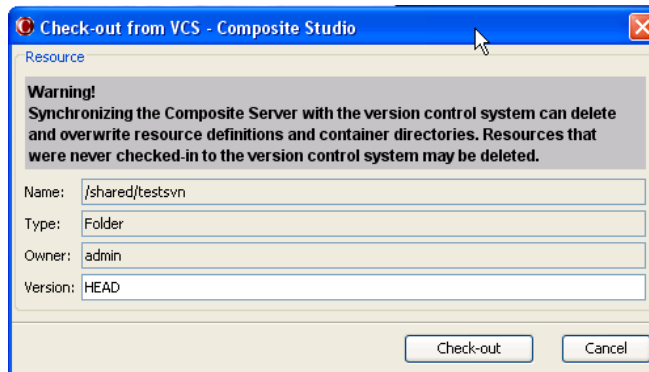 Check-out from VCS - Composite Studio
Resource
Warning!
Synchronizing the Composite Server with the version control system can delete
and overwrite resource definitions and container directories. Resources that
were never checked-in to the version control system may be deleted.
Name: /shared/testsvn
Type: Folder
Owner: admin
Version: HEAD
Check-out Cancel